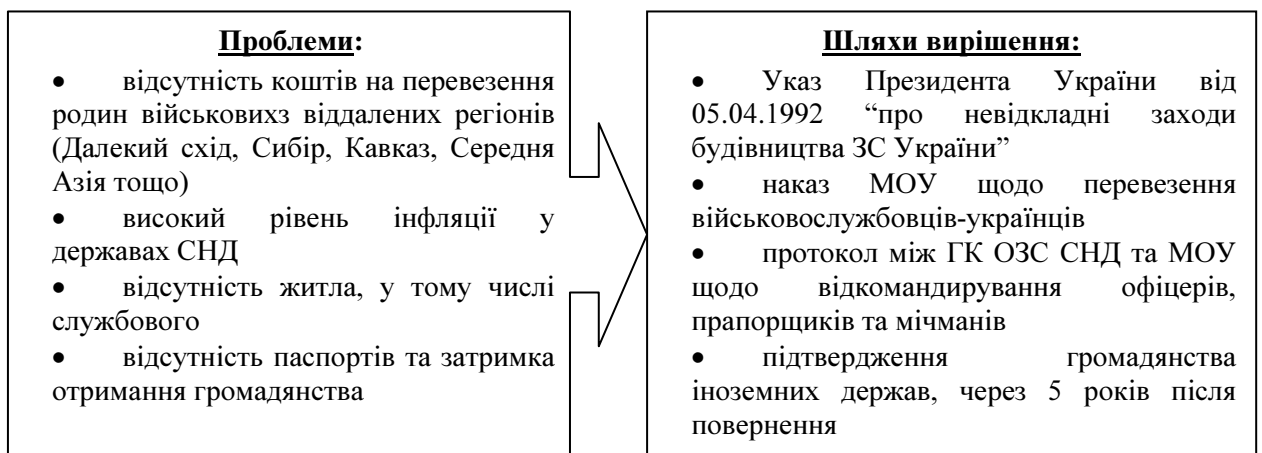 Проблеми:
• відсутність коштів на перевезення
родин військовихз віддалених регіонів
(Далекий схід, Сибір, Кавказ, Середня
Азія тощо)
• високий рівень інфляції у
державах СНД
• відсутність житла, у тому числі
службового
• відсутність паспортів та затримка
отримання громадянства
Шляхи вирішення:
• Указ Президента України від
05.04.1992 “про невідкладні заходи
будівництва ЗС України”
• наказ МОУ щодо перевезення
військовослужбовців-українців
• протокол між ГК ОЗС СНД та МОУ
щодо відкомандирування офіцерів,
прапорщиків та мічманів
• підтвердження громадянства
іноземних держав, через 5 років після
повернення